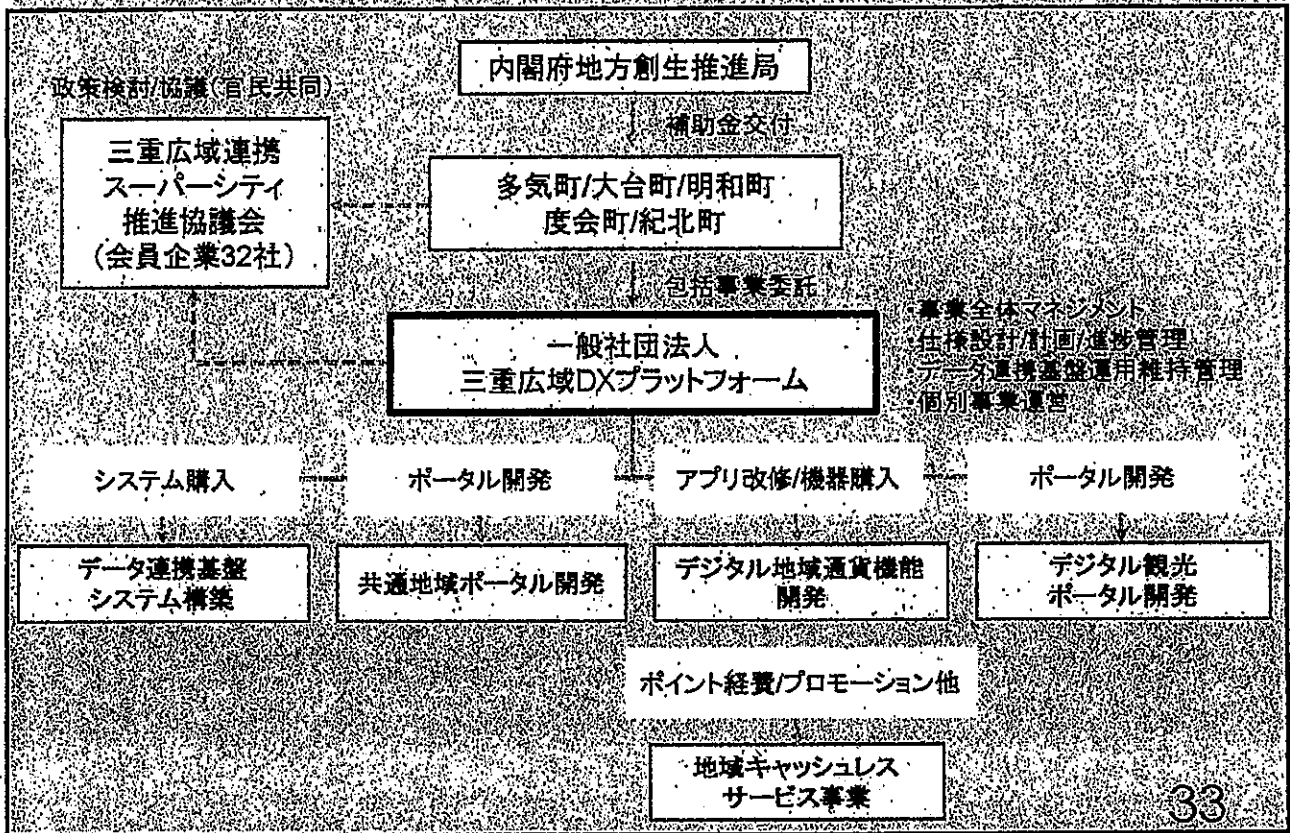 内閣府地方創生推進局
政策検討/協議(官民共同)
補助金交付
三重広域連携
スーパーシティ
推進協議会
(会員企業32社)
多気町/大台町/明和町
度会町/紀北町
包括事業委託
一般社団法人
三重広域DXプラットフォーム
・事業全体マネジメント
・仕様設計/計画/進捗管理
データ連携基盤運用維持管理
・個別事業運営
システム購入
ポータル開発
アプリ改修/機器購入
ポータル開発
データ連携基盤
システム構築
共通地域ポータル開発
デジタル地域通貨機能
開発
デジタル観光
ポータル開発
ポイント経費/プロモーション他
地域キャッシュレス
サービス事業
33